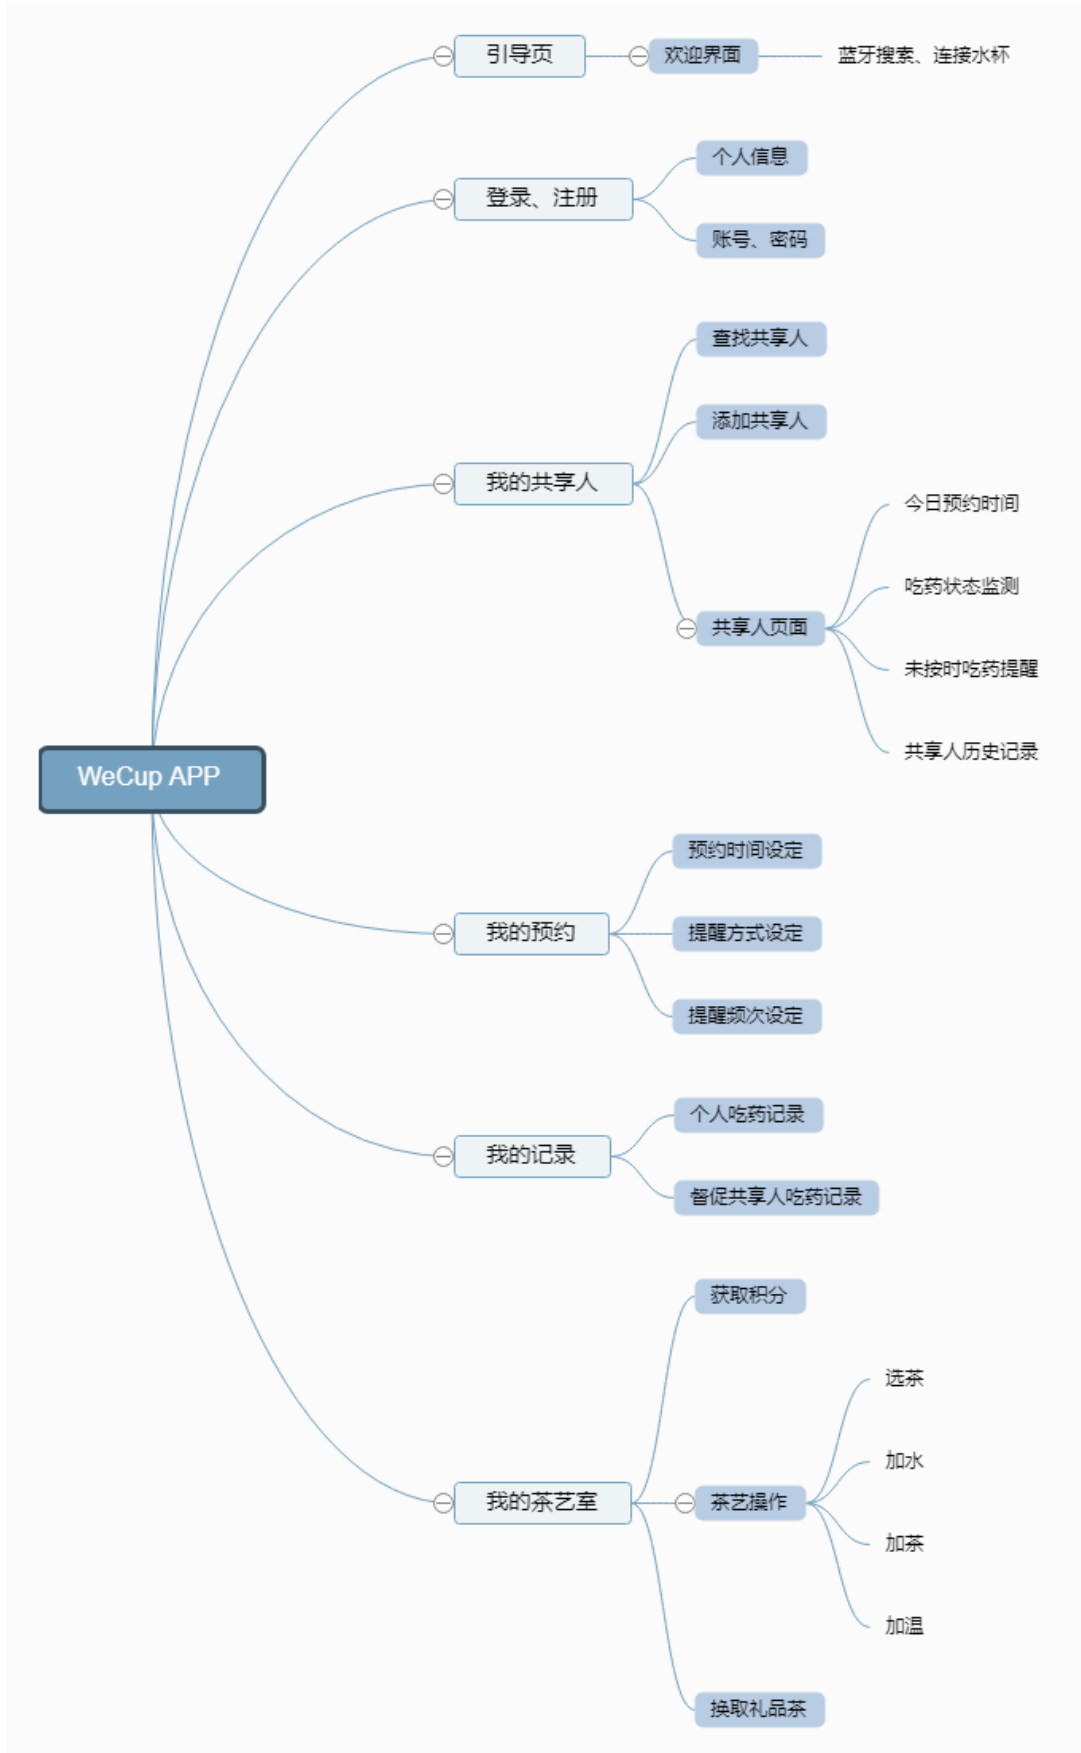 引导页
欢迎界面
蓝牙搜索、连接水杯
登录、注册
个人信息
账号、密码
我的共享人
查找共享人
添加共享人
共享人页面
今日预约时间
吃药状态监测
未按时吃药提醒
共享人历史记录
WeCup APP
我的预约
预约时间设定
提醒方式设定
提醒频次设定
我的记录
个人吃药记录
督促共享人吃药记录
我的茶艺室
获取积分
茶艺操作
选茶
加水
加茶
加温
换取礼品茶